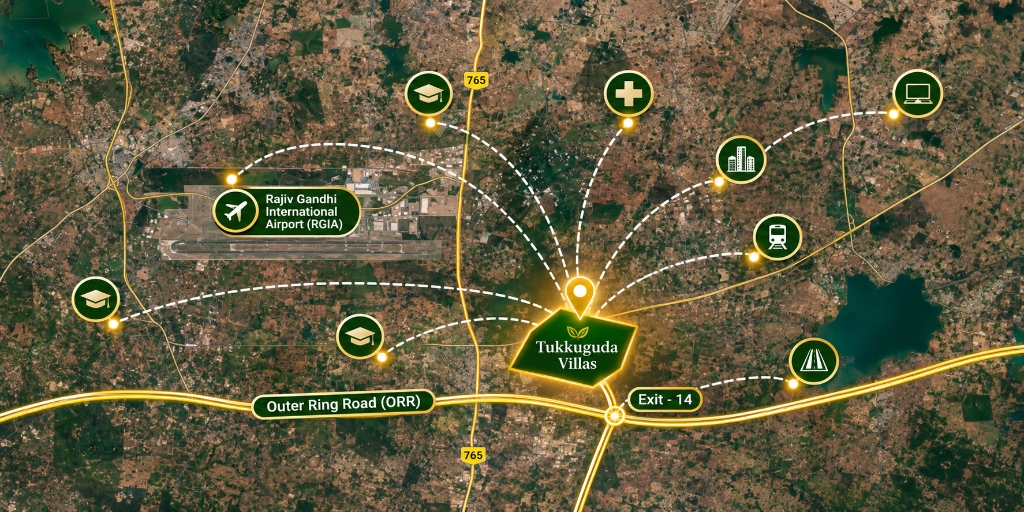 765
Rajiv Gandhi
International
Airport (RGIA)
Tukkuguda
Villas
Exit - 14
Outer Ring Road (ORR)
765